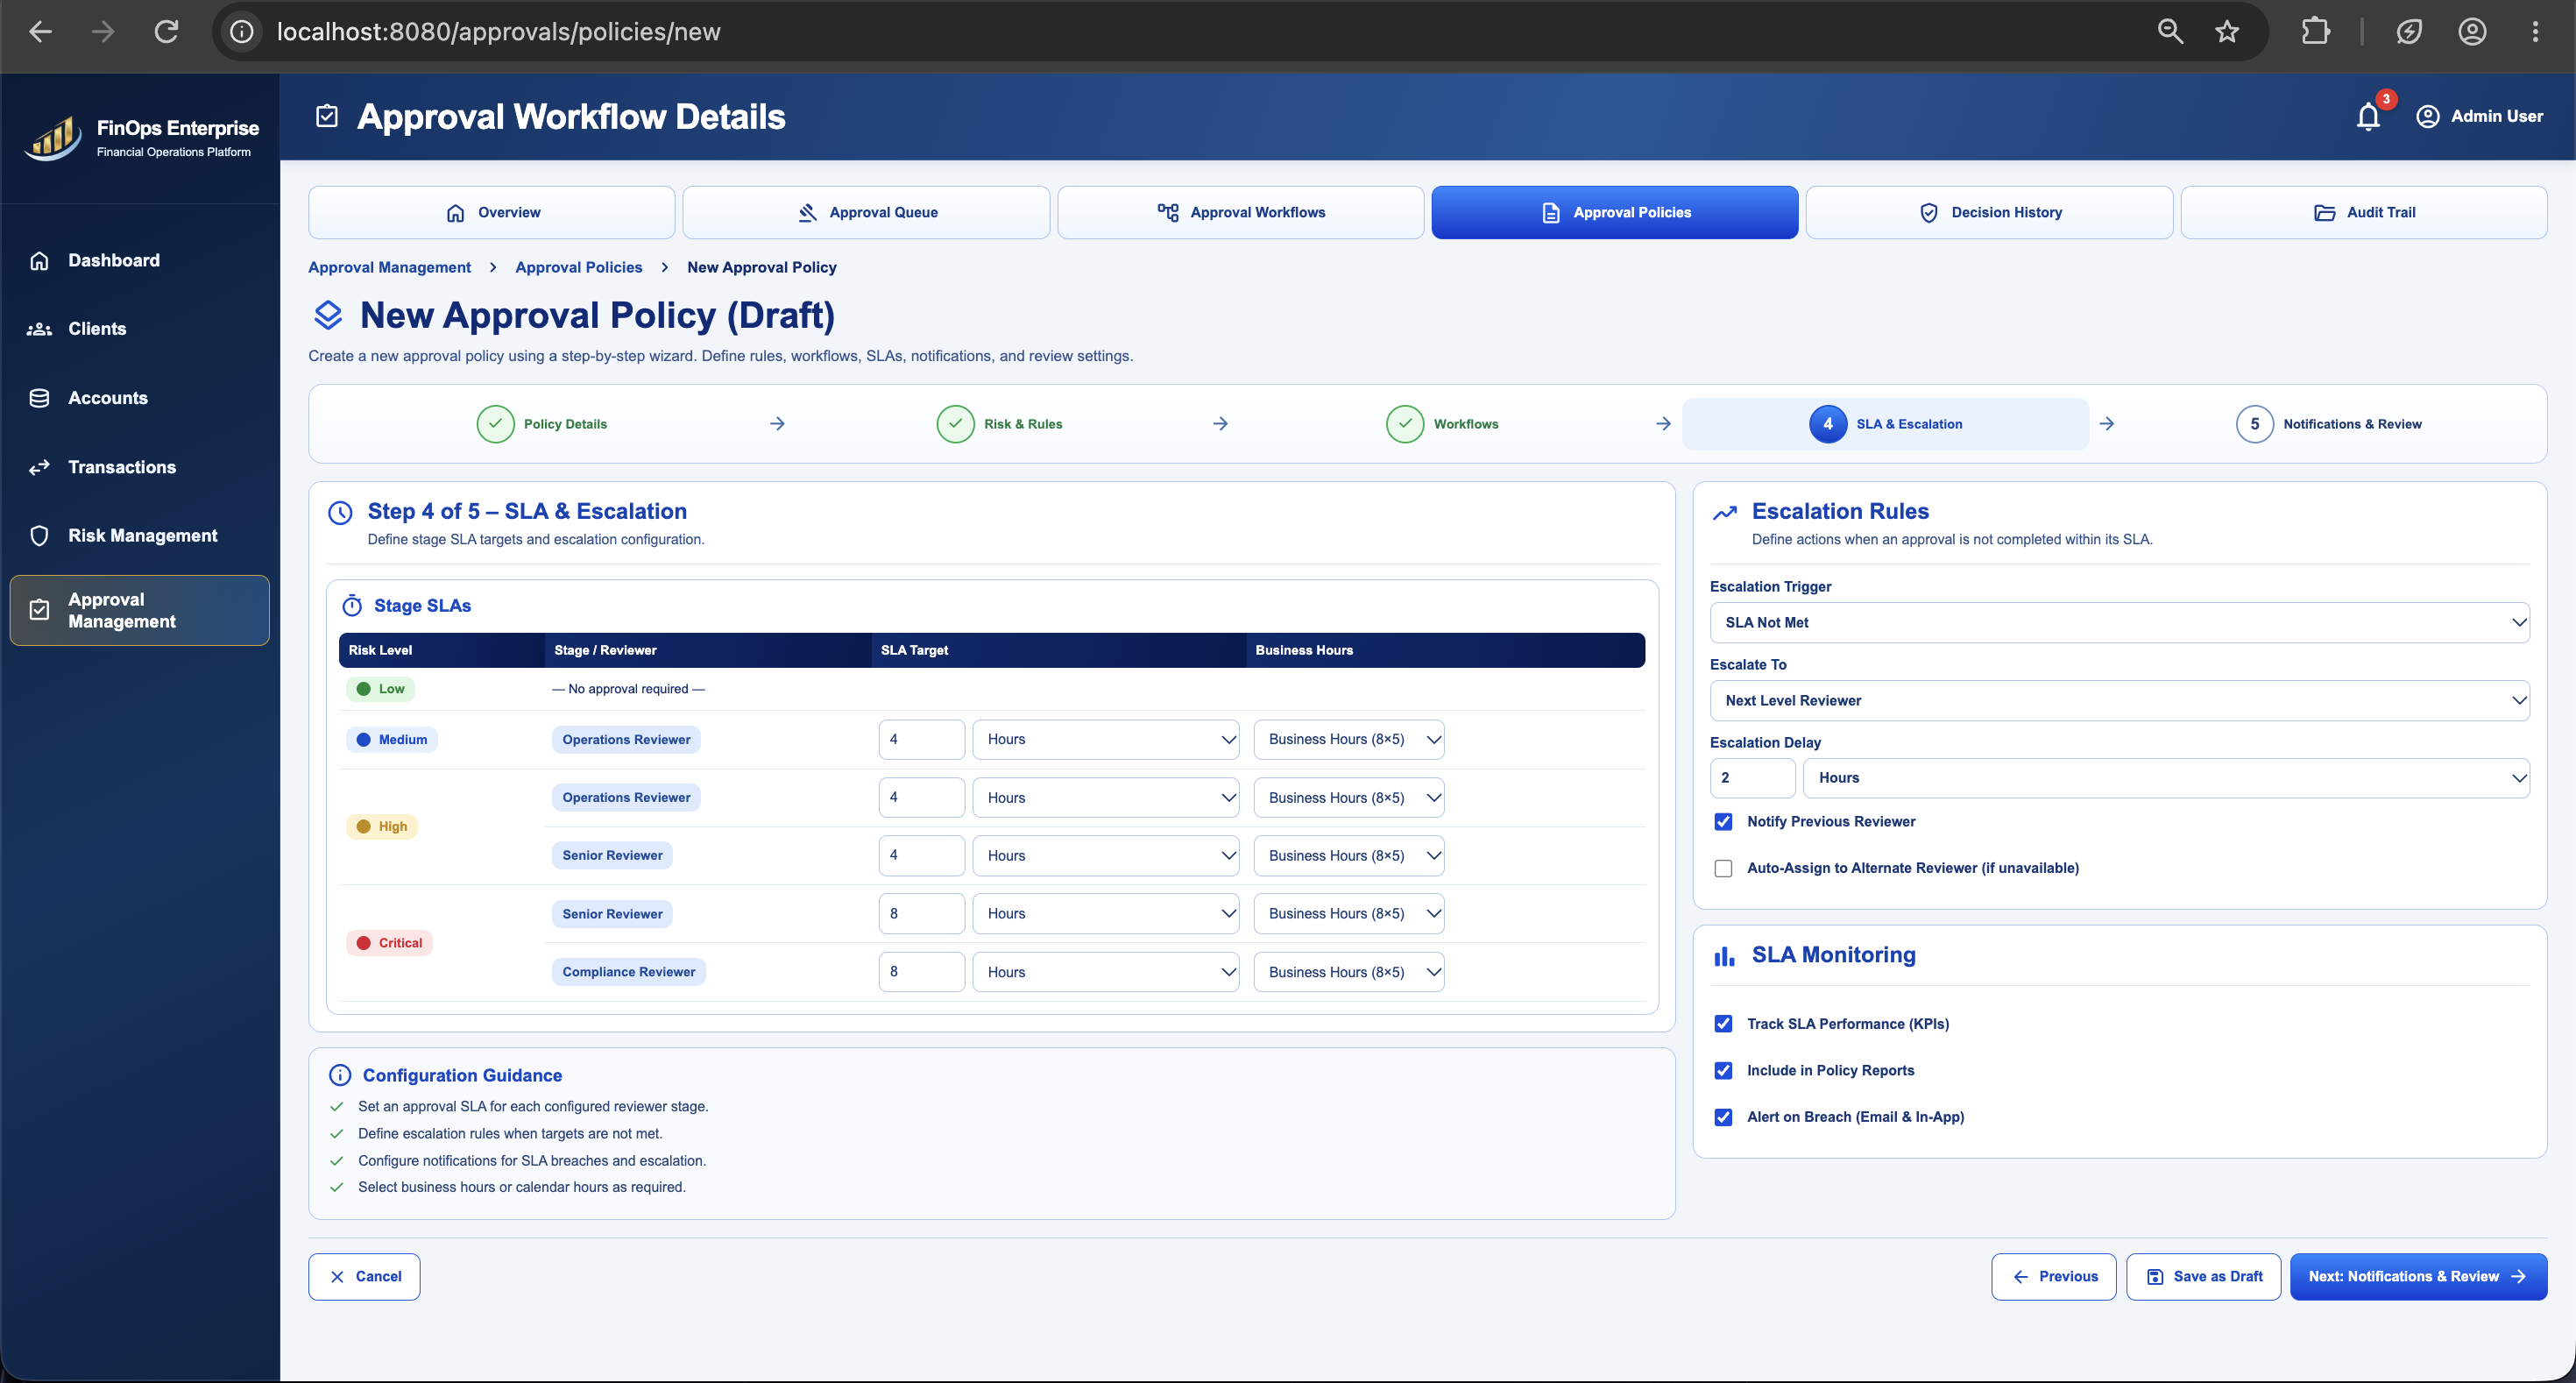 localhost:8080/approvals/policies/new
FinOps Enterprise
Financial Operations Platform
Dashboard
Clients
Accounts
Transactions
Risk Management
Approval
Management
Approval Workflow Details
3
Admin User
Overview
Approval Queue
Approval Workflows
Approval Policies
Decision History
Audit Trail
Approval Management > Approval Policies > New Approval Policy
New Approval Policy (Draft)
Create a new approval policy using a step-by-step wizard. Define rules, workflows, SLAs, notifications, and review settings.
Policy Details
Risk & Rules
Workflows
4 SLA & Escalation
5 Notifications & Review
Step 4 of 5 – SLA & Escalation
Define stage SLA targets and escalation configuration.
Stage SLAs
Risk Level Stage / Reviewer SLA Target Business Hours
Low — No approval required —
Medium Operations Reviewer 4 Hours Business Hours (8×5)
High
Operations Reviewer 4 Hours Business Hours (8×5)
Senior Reviewer 4 Hours Business Hours (8×5)
Critical
Senior Reviewer 8 Hours Business Hours (8×5)
Compliance Reviewer 8 Hours Business Hours (8×5)
Configuration Guidance
Set an approval SLA for each configured reviewer stage.
Define escalation rules when targets are not met.
Configure notifications for SLA breaches and escalation.
Select business hours or calendar hours as required.
Escalation Rules
Define actions when an approval is not completed within its SLA.
Escalation Trigger
SLA Not Met
Escalate To
Next Level Reviewer
Escalation Delay
2 Hours
Notify Previous Reviewer
Auto-Assign to Alternate Reviewer (if unavailable)
SLA Monitoring
Track SLA Performance (KPIs)
Include in Policy Reports
Alert on Breach (Email & In-App)
Cancel
Previous
Save as Draft
Next: Notifications & Review